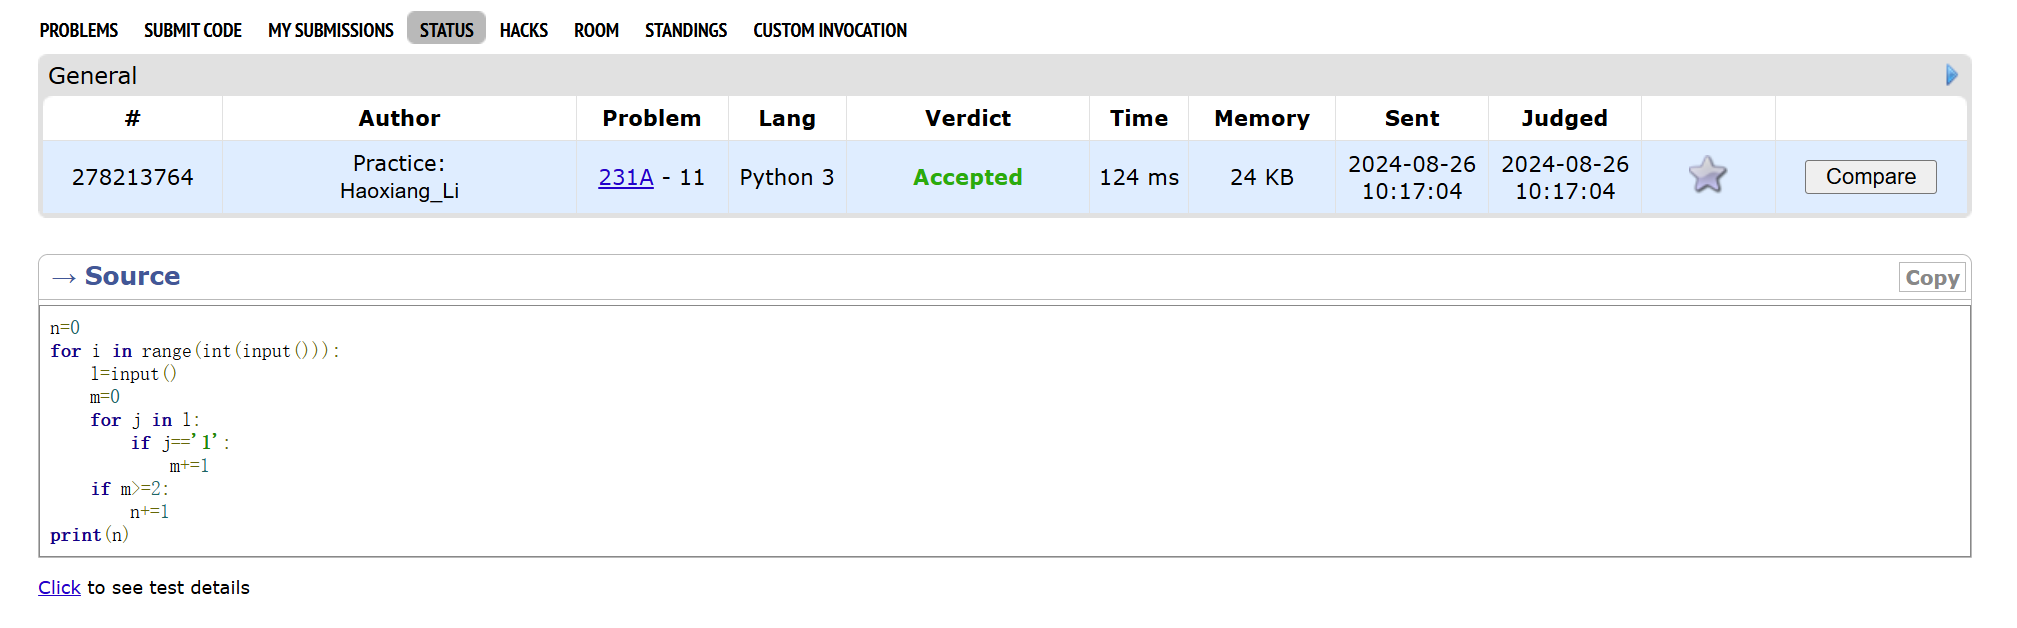 PROBLEMS SUBMIT CODE MY SUBMISSIONS STATUS HACKS ROOM STANDINGS CUSTOM INVOCATION
General
# Author Problem Lang Verdict Time Memory Sent Judged
278213764 Practice: Haoxiang_Li 231A - 11 Python 3 Accepted 124 ms 24 KB 2024-08-26 10:17:04 2024-08-26 10:17:04 Compare
→ Source Copy
n=0
for i in range(int(input())):
    l=input()
    m=0
    for j in l:
        if j=='1':
            m+=1
    if m>=2:
        n+=1
print(n)
Click to see test details